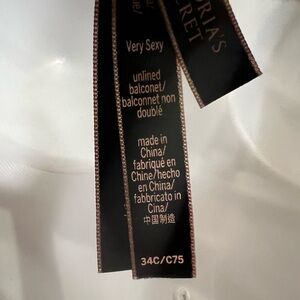 RIA'S
RET
Very Sexy
unlined
balconet/
balconnet non
doublé
made in
China/
fabriqué en
Chine/hecho
en China/
fabbricato in
Cina/
中国制造
34C/C75